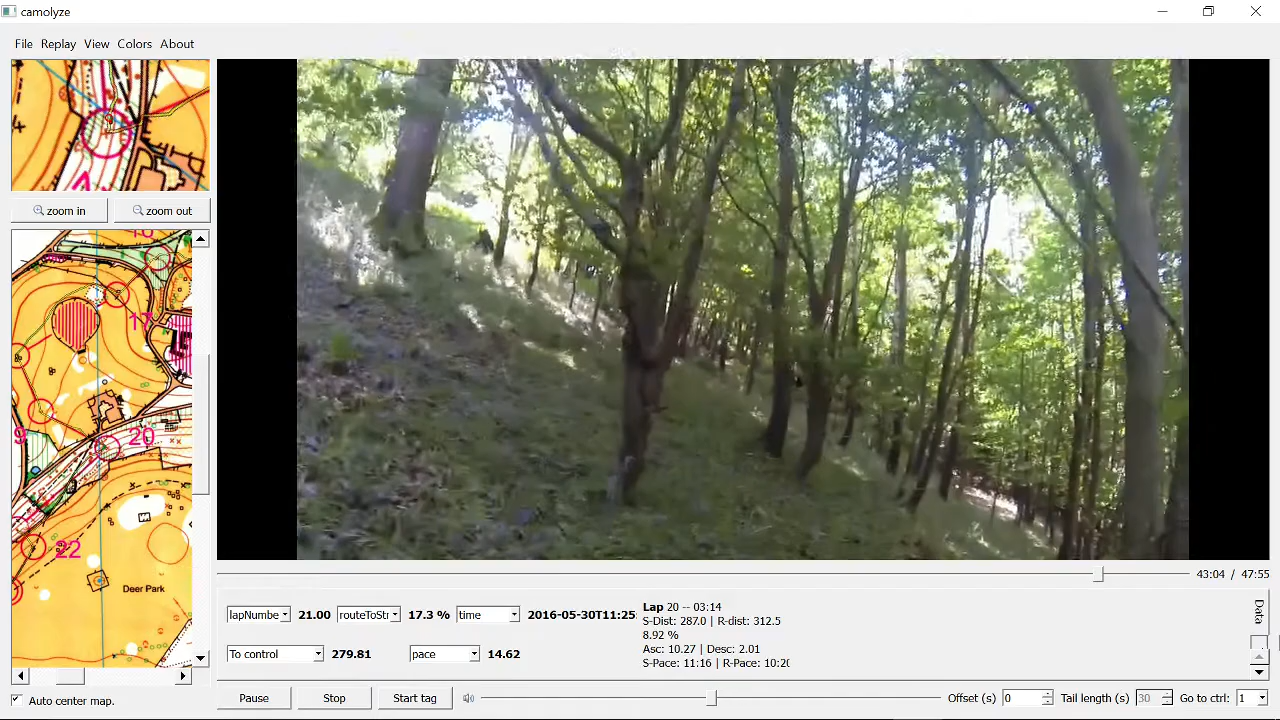 camolyze
File Replay View Colors About
zoom in zoom out
17
9
20
22
Deer Park
43:04 / 47:55
lapNumbe 21.00 routeToStr 17.3 % time 2016-05-30T11:25:
To control 279.81 pace 14.62
Lap 20 -- 03:14
S-Dist: 287.0 | R-dist: 312.5
8.92 %
Asc: 10.27 | Desc: 2.01
S-Pace: 11:16 | R-Pace: 10:20
Data
Auto center map.
Pause Stop Start tag Offset (s) 0 Tail length (s) 30 Go to ctrl: 1